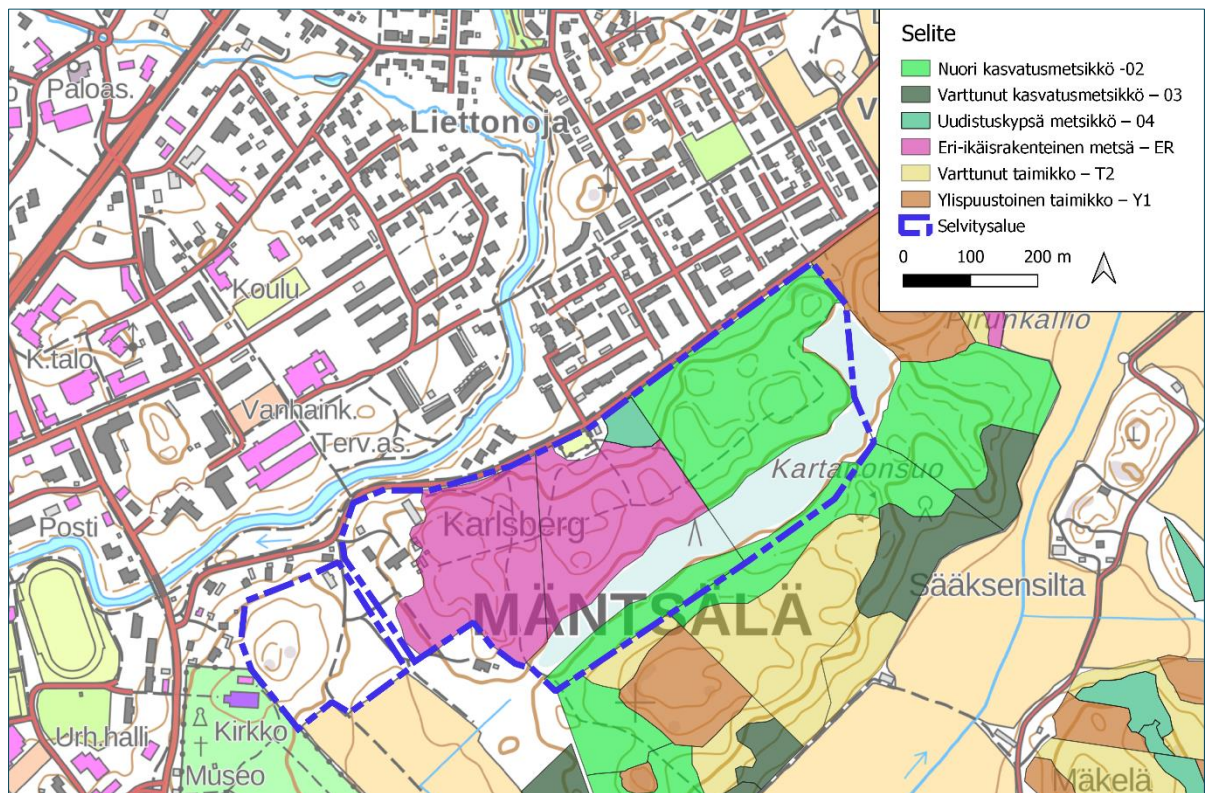 Selite
Nuori kasvatusmetsikkö -02
Varttunut kasvatusmetsikkö – 03
Uudistuskypsä metsikkö – 04
Eri-ikäisrakenteinen metsä – ER
Varttunut taimikko – T2
Ylispuustoinen taimikko – Y1
Selvitysalue
0 100 200 m
Paloas.
Liettonoja
V
Koulu
K.talo
Pirunkallio
Vanhaink.
Terv.as.
Kartanonsuo
Posti
Karlsberg
MÄNTSÄLÄ
Sääksensilta
Urh.halli
Kirkko
Museo
Mäkelä